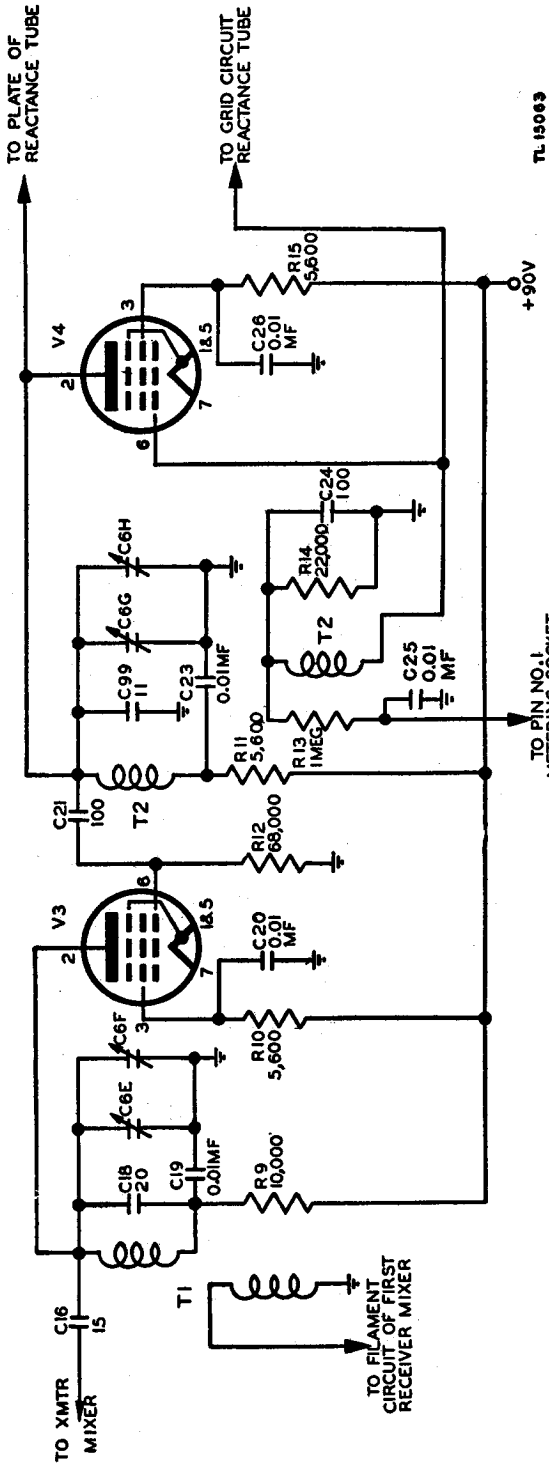 TO XMTR
MIXER
C16
15
T1
TO FILAMENT
CIRCUIT OF FIRST
RECEIVER MIXER
C18
20
C6E
C6F
C19
0.01MF
R9
10,000
V3
2
3
6
7
1&5
R10
5,600
C20
0.01
MF
R12
68,000
C21
100
T2
C99
11
C6G
C6H
C23
0.01MF
R11
5,600
R13
1MEG
T2
R14
22,000
C24
100
C25
0.01
MF
TO PIN NO.1
METERING SOCKET
V4
2
3
6
7
1&5
C26
0.01
MF
R15
5,600
+90V
TO PLATE OF
REACTANCE TUBE
TO GRID CIRCUIT
REACTANCE TUBE
TL 15063